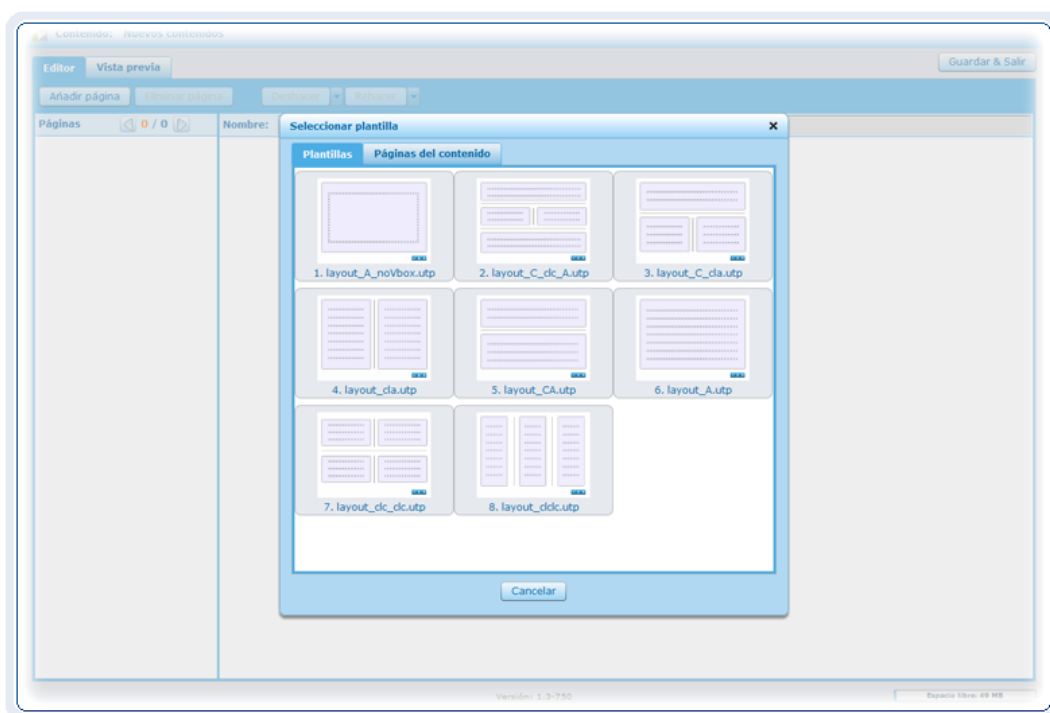 Contenido: Nuevos contenidos
Editor Vista previa Guardar & Salir
Añadir página Eliminar página Deshacer Rehacer
Páginas 0 / 0 Nombre:
Seleccionar plantilla x
Plantillas Páginas del contenido
1. layout_A_noVbox.utp 2. layout_C_clc_A.utp 3. layout_C_cla.utp
4. layout_cla.utp 5. layout_CA.utp 6. layout_A.utp
7. layout_clc_clc.utp 8. layout_clclc.utp
Cancelar
Versión: 1.3-750 Espacio libre: 49 MB